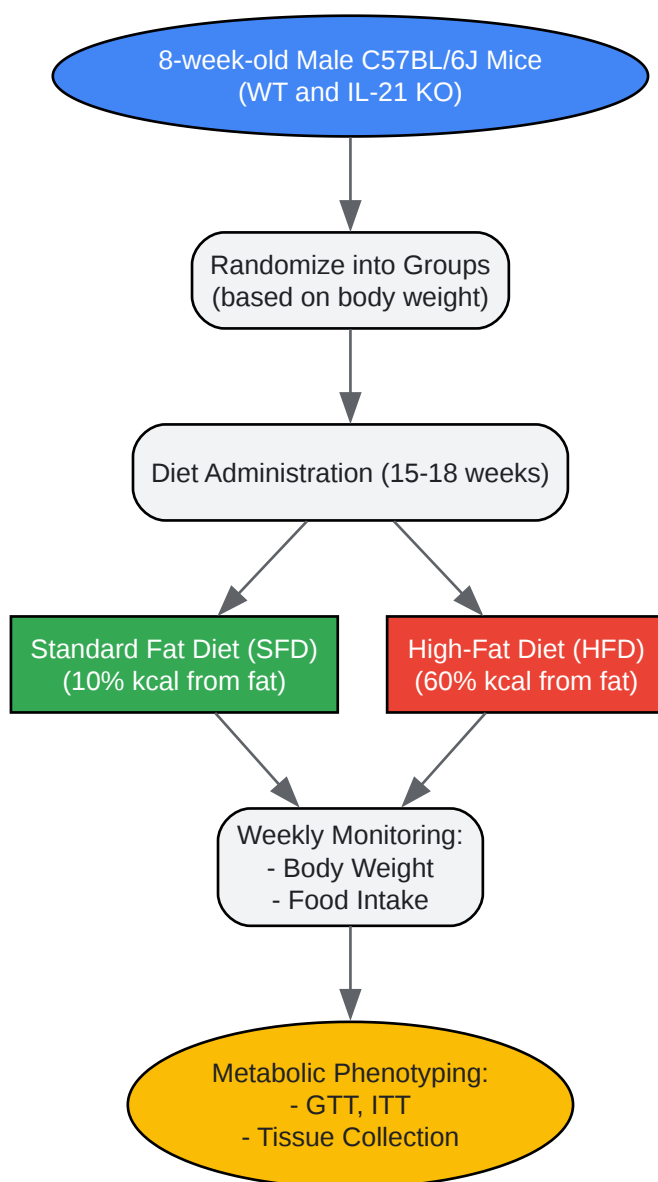 8-week-old Male C57BL/6J Mice
(WT and IL-21 KO)
Randomize into Groups
(based on body weight)
Diet Administration (15-18 weeks)
Standard Fat Diet (SFD)
(10% kcal from fat)
High-Fat Diet (HFD)
(60% kcal from fat)
Weekly Monitoring:
- Body Weight
- Food Intake
Metabolic Phenotyping:
- GTT, ITT
- Tissue Collection